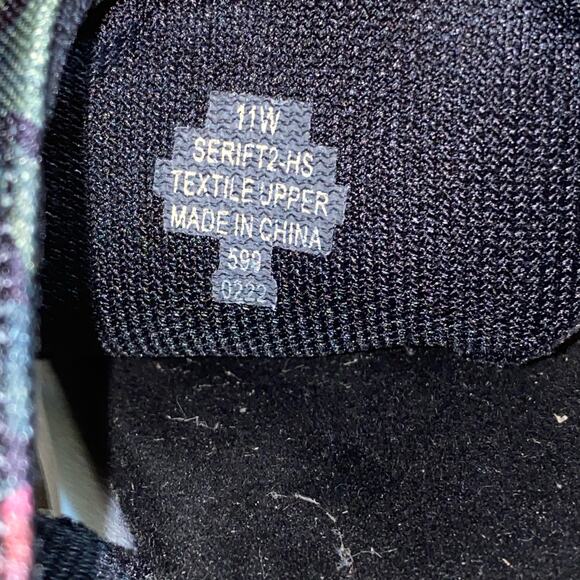 11W
SERIFT2-HS
TEXTILE UPPER
MADE IN CHINA
599
0222